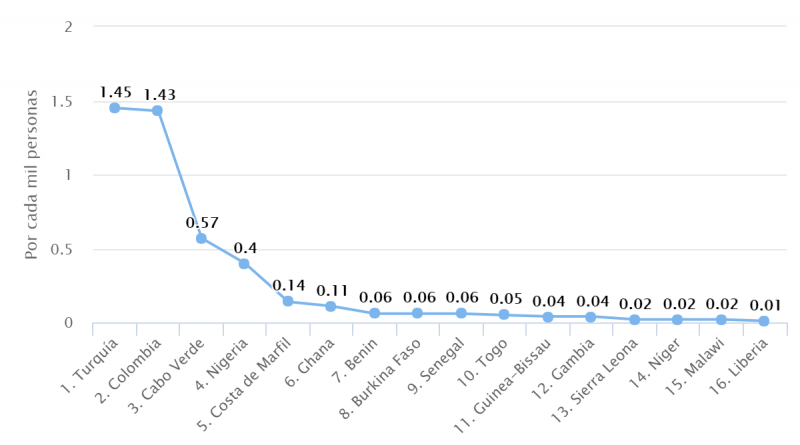 2
1.5
1
0.5
0
Por cada mil personas
1.45
1.43
0.57
0.4
0.14
0.11
0.06
0.06
0.06
0.05
0.04
0.04
0.02
0.02
0.02
0.01
1. Turquía
2. Colombia
3. Cabo Verde
4. Nigeria
5. Costa de Marfil
6. Ghana
7. Benin
8. Burkina Faso
9. Senegal
10. Togo
11. Guinea-Bissau
12. Gambia
13. Sierra Leona
14. Níger
15. Malawi
16. Liberia